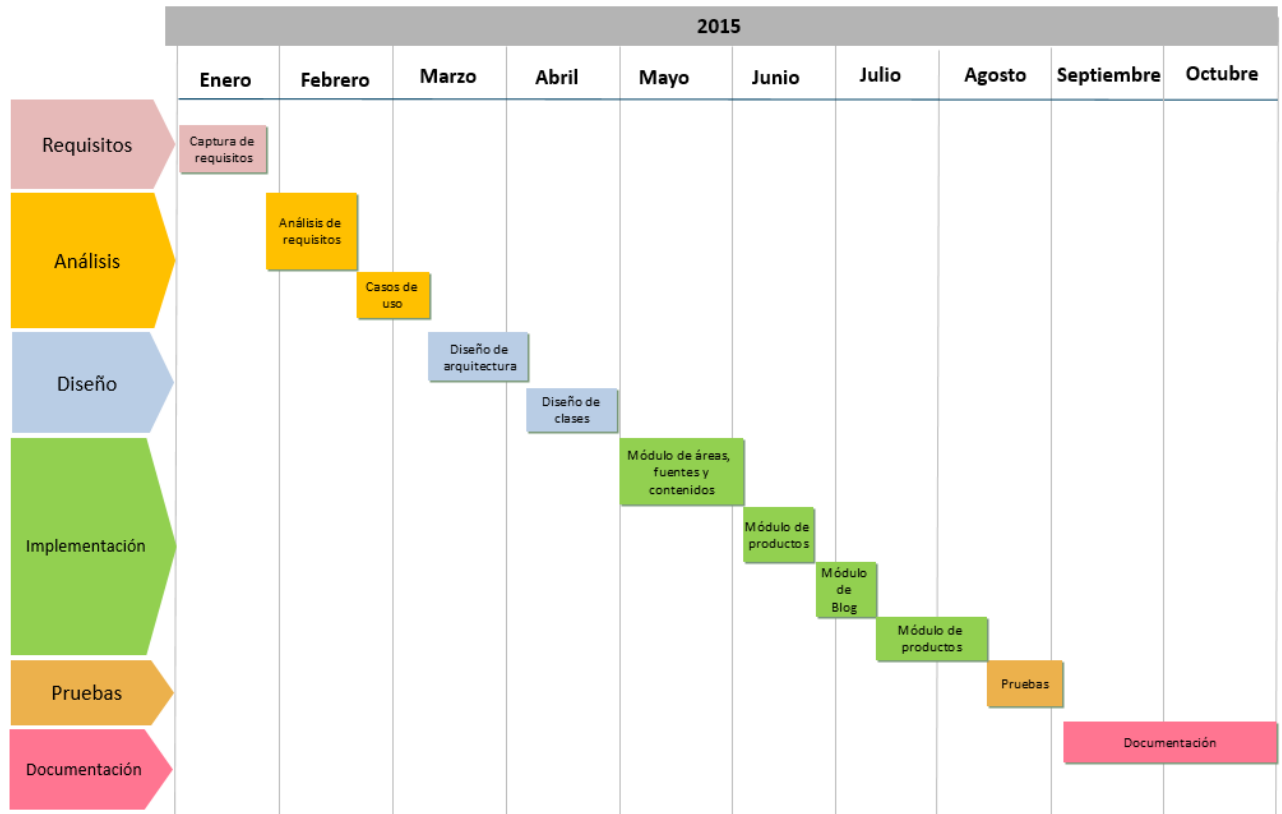 2015
Enero Febrero Marzo Abril Mayo Junio Julio Agosto Septiembre Octubre
Requisitos
Captura de
requisitos
Análisis
Análisis de
requisitos
Casos de
uso
Diseño
Diseño de
arquitectura
Diseño de
clases
Implementación
Módulo de áreas,
fuentes y
contenidos
Módulo de
productos
Módulo
de
Blog
Módulo de
productos
Pruebas
Pruebas
Documentación
Documentación